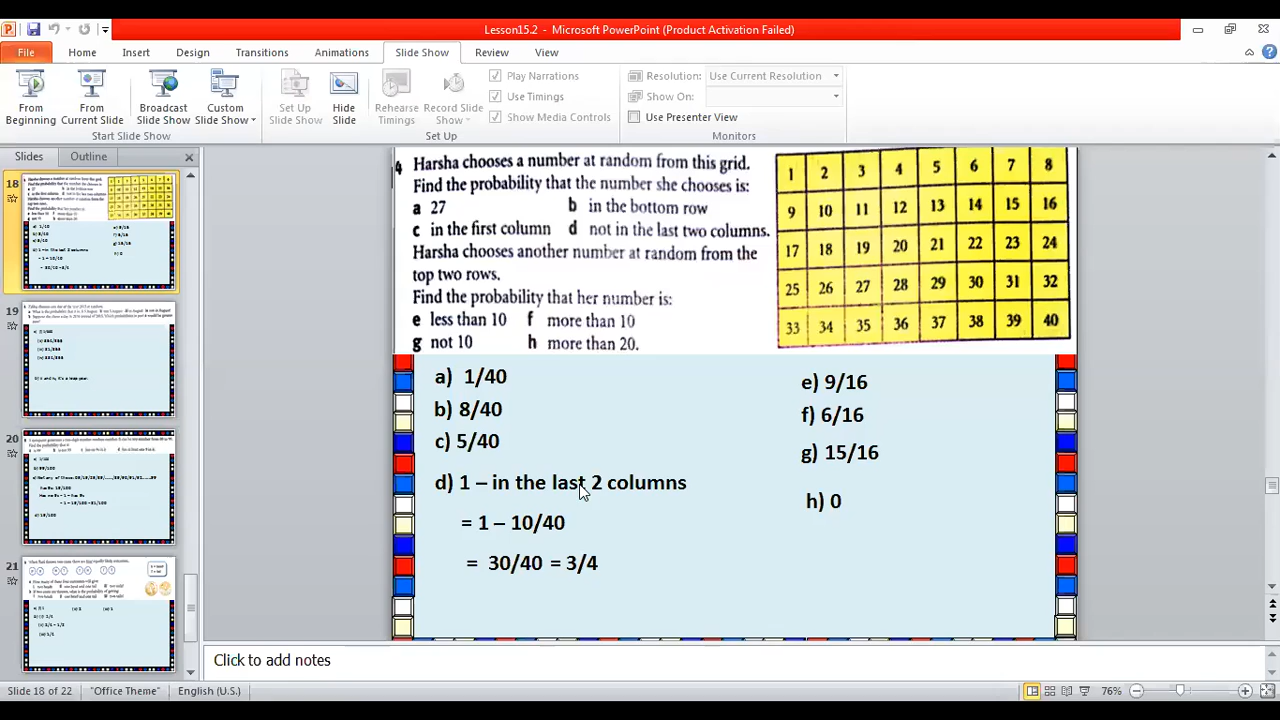 Lesson15.2 - Microsoft PowerPoint (Product Activation Failed)
File Home Insert Design Transitions Animations Slide Show Review View
From Beginning
From Current Slide
Broadcast Slide Show
Custom Slide Show
Set Up Slide Show
Hide Slide
Rehearse Timings
Record Slide Show
Play Narrations
Use Timings
Show Media Controls
Resolution: Use Current Resolution
Show On:
Use Presenter View
Start Slide Show
Set Up
Monitors
Slides Outline
18
19
20
21
4 Harsha chooses a number at random from this grid.
Find the probability that the number she chooses is:
a 27 b in the bottom row
c in the first column d not in the last two columns.
Harsha chooses another number at random from the
top two rows.
Find the probability that her number is:
e less than 10 f more than 10
g not 10 h more than 20.
1 2 3 4 5 6 7 8
9 10 11 12 13 14 15 16
17 18 19 20 21 22 23 24
25 26 27 28 29 30 31 32
33 34 35 36 37 38 39 40
a) 1/40
b) 8/40
c) 5/40
d) 1 – in the last 2 columns
= 1 – 10/40
= 30/40 = 3/4
e) 9/16
f) 6/16
g) 15/16
h) 0
Click to add notes
Slide 18 of 22 "Office Theme" English (U.S.) 76%